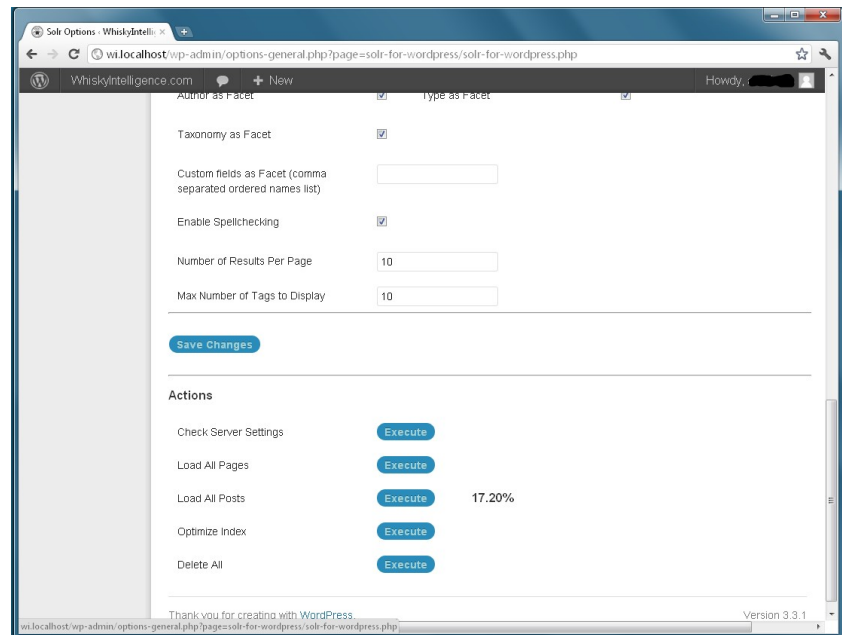 Solr Options ‹ WhiskyIntellig
wi.localhost/wp-admin/options-general.php?page=solr-for-wordpress/solr-for-wordpress.php
WhiskyIntelligence.com + New Howdy,
Author as Facet Type as Facet
Taxonomy as Facet
Custom fields as Facet (comma
separated ordered names list)
Enable Spellchecking
Number of Results Per Page 10
Max Number of Tags to Display 10
Save Changes
Actions
Check Server Settings Execute
Load All Pages Execute
Load All Posts Execute 17.20%
Optimize Index Execute
Delete All Execute
Thank you for creating with WordPress. Version 3.3.1
wi.localhost/wp-admin/options-general.php?page=solr-for-wordpress/solr-for-wordpress.php